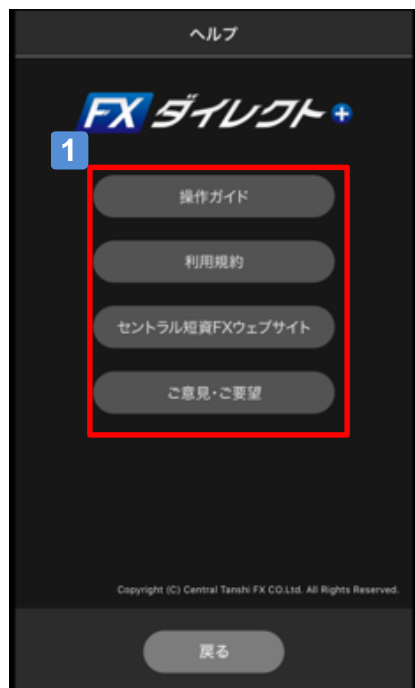 ヘルプ
FXダイレクト+
1
操作ガイド
利用規約
セントラル短資FXウェブサイト
ご意見・ご要望
Copyright (C) Central Tanshi FX CO.Ltd. All Rights Reserved.
戻る